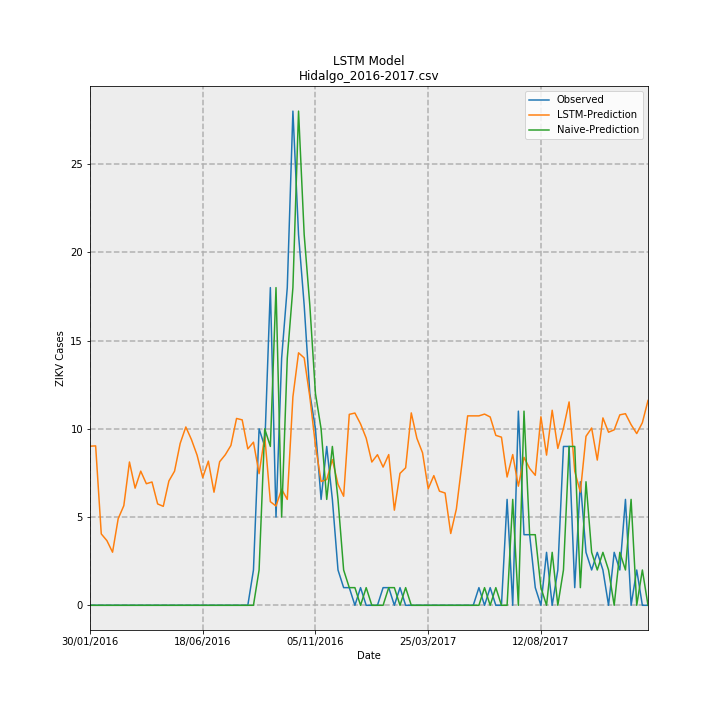 LSTM Model
Hidalgo_2016-2017.csv
Observed
LSTM-Prediction
Naive-Prediction
ZIKV Cases
25
20
15
10
5
0
30/01/2016
18/06/2016
05/11/2016
25/03/2017
12/08/2017
Date